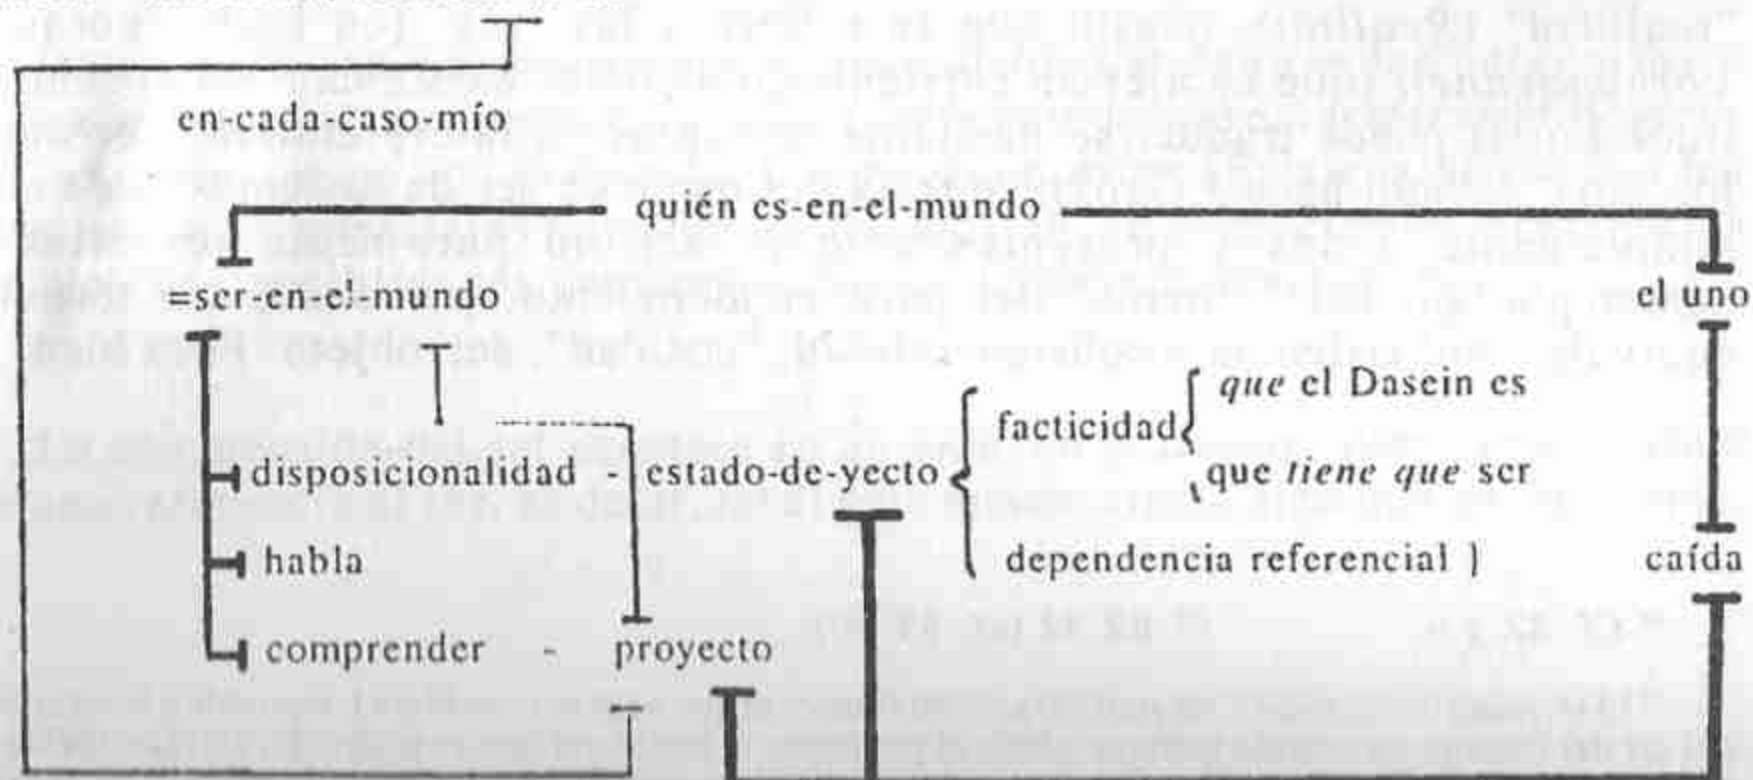 en-cada-caso-mío
quién es-en-el-mundo
=ser-en-el-mundo
el uno
que el Dasein es
facticidad
que tiene que ser
disposicionalidad - estado-de-yecto
habla
dependencia referencial
caída
comprender - proyecto